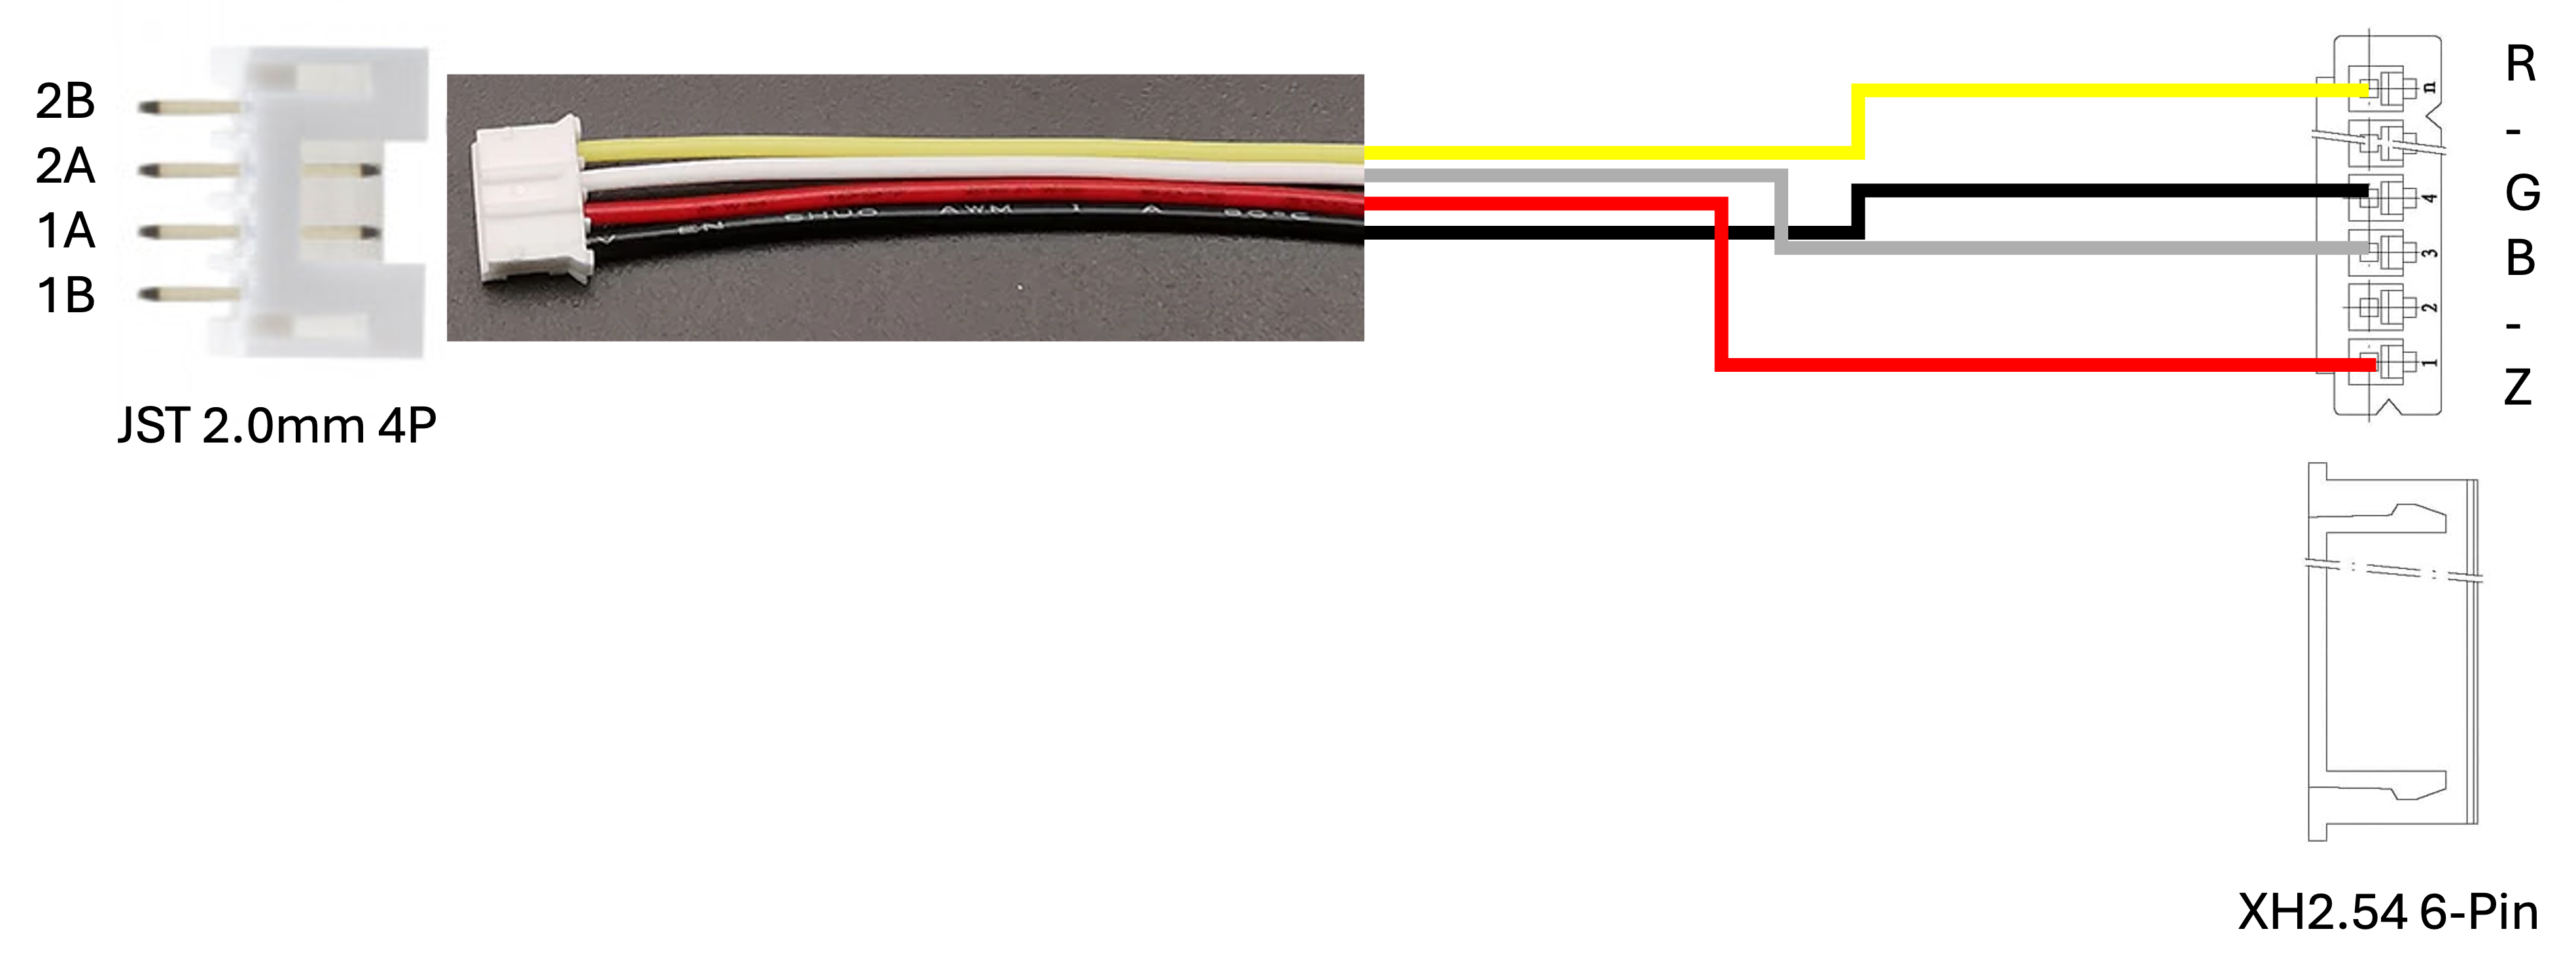 2B
2A
1A
1B
JST 2.0mm 4P
EN
AWM 1 A
80°C
R
-
G
B
-
Z
n
4
3
2
1
XH2.54 6-Pin